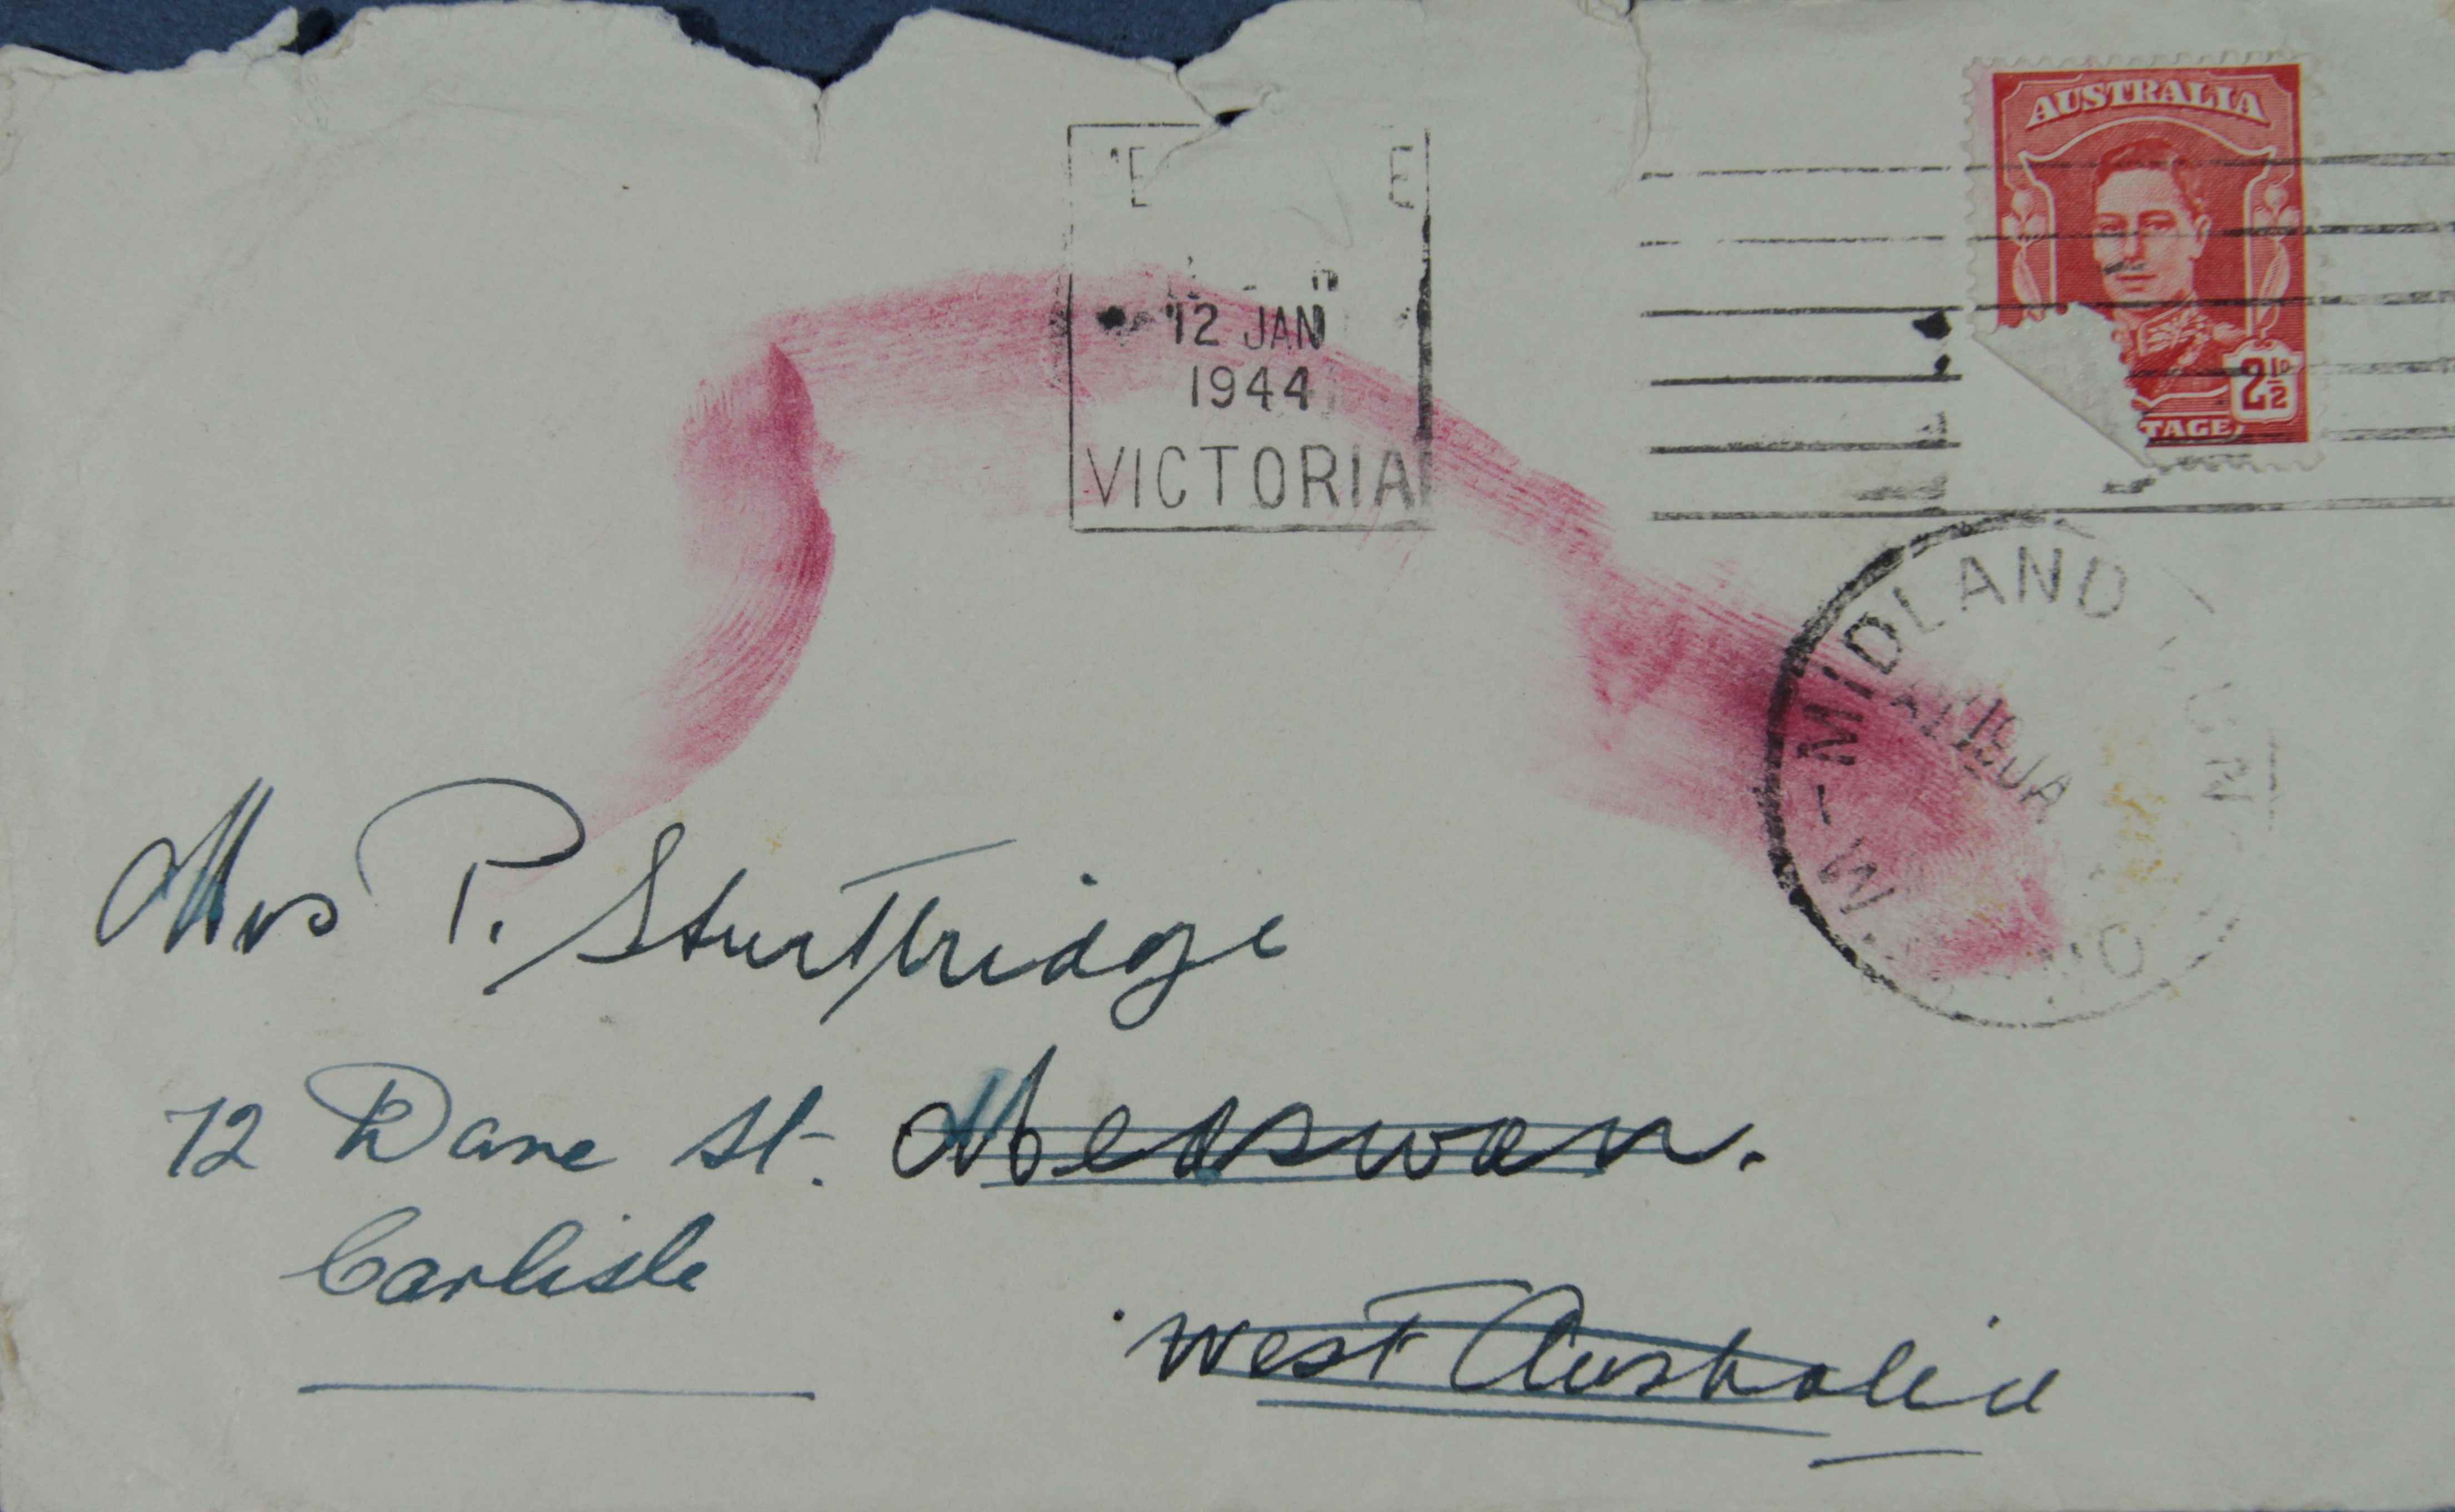 AUSTRALIA
2½D
TAGE
12 JAN
1944
VICTORIA
MIDLAND
Mrs P. Sturtridge
72 Dane St. Merswan.
Carlisle
West Australia